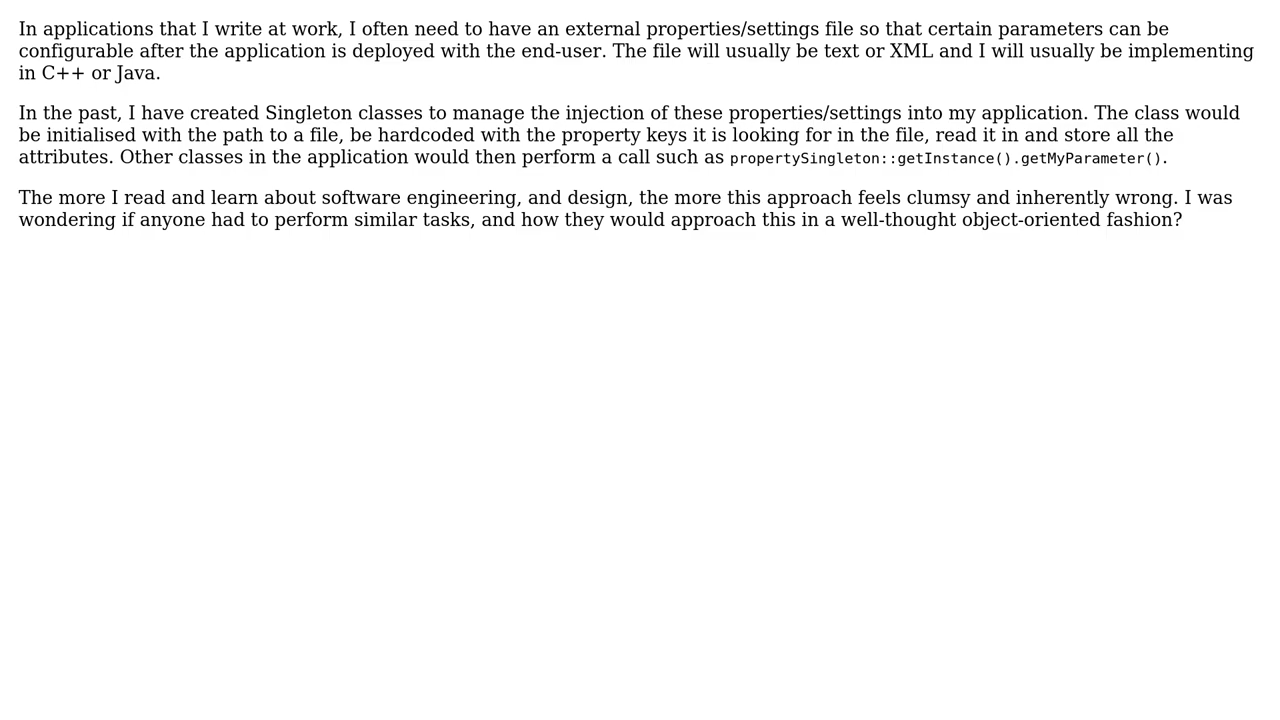 In applications that I write at work, I often need to have an external properties/settings file so that certain parameters can be
configurable after the application is deployed with the end-user. The file will usually be text or XML and I will usually be implementing
in C++ or Java.
In the past, I have created Singleton classes to manage the injection of these properties/settings into my application. The class would
be initialised with the path to a file, be hardcoded with the property keys it is looking for in the file, read it in and store all the
attributes. Other classes in the application would then perform a call such as propertySingleton::getInstance().getMyParameter().
The more I read and learn about software engineering, and design, the more this approach feels clumsy and inherently wrong. I was
wondering if anyone had to perform similar tasks, and how they would approach this in a well-thought object-oriented fashion?